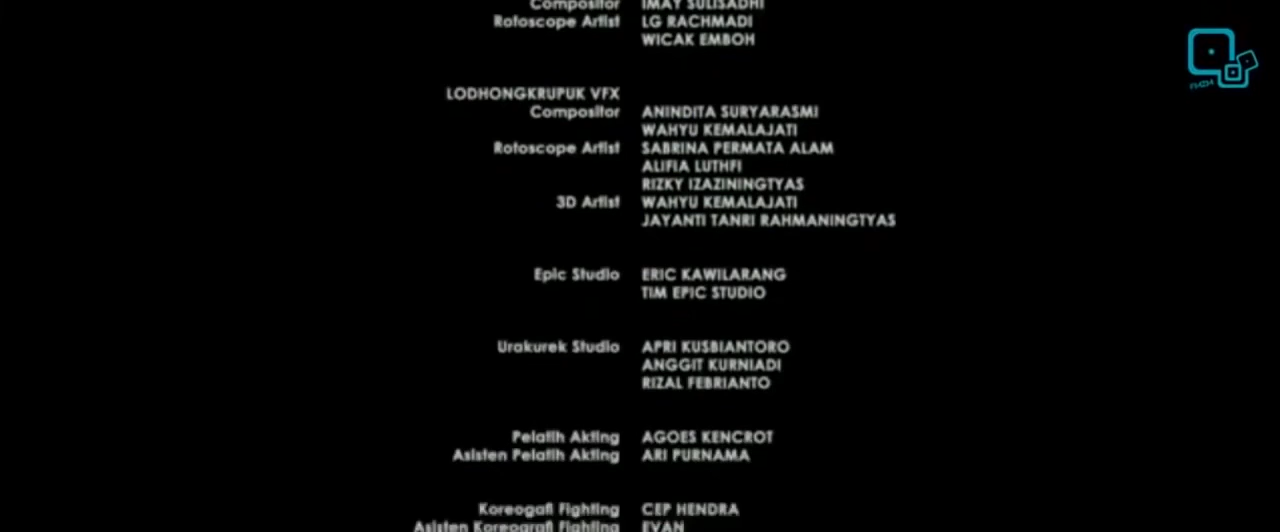 Compositor IMAY SULISADHI
Rotoscope Artist LG RACHMADI
WICAK EMBOH
LODHONGKRUPUK VFX
Compositor ANINDITA SURYARASMI
WAHYU KEMALAJATI
Rotoscope Artist SABRINA PERMATA ALAM
ALIFIA LUTHFI
RIZKY IZAZININGTYAS
3D Artist WAHYU KEMALAJATI
JAYANTI TANRI RAHMANINGTYAS
Epic Studio ERIC KAWILARANG
TIM EPIC STUDIO
Urakurek Studio APRI KUSBIANTORO
ANGGIT KURNIADI
RIZAL FEBRIANTO
Pelatih Akting AGOES KENCROT
Asisten Pelatih Akting ARI PURNAMA
Koreogafi Fighting CEP HENDRA
Asisten Koreografi Fighting EVAN